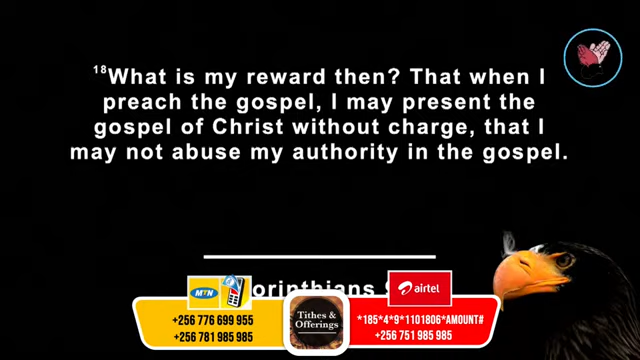 18What is my reward then? That when I
preach the gospel, I may present the
gospel of Christ without charge, that I
may not abuse my authority in the gospel.
MTN
airtel
+256 776 699 955
+256 781 985 985
Tithes &
Offerings
*185*4*9*1101806*AMOUNT#
+256 751 985 985